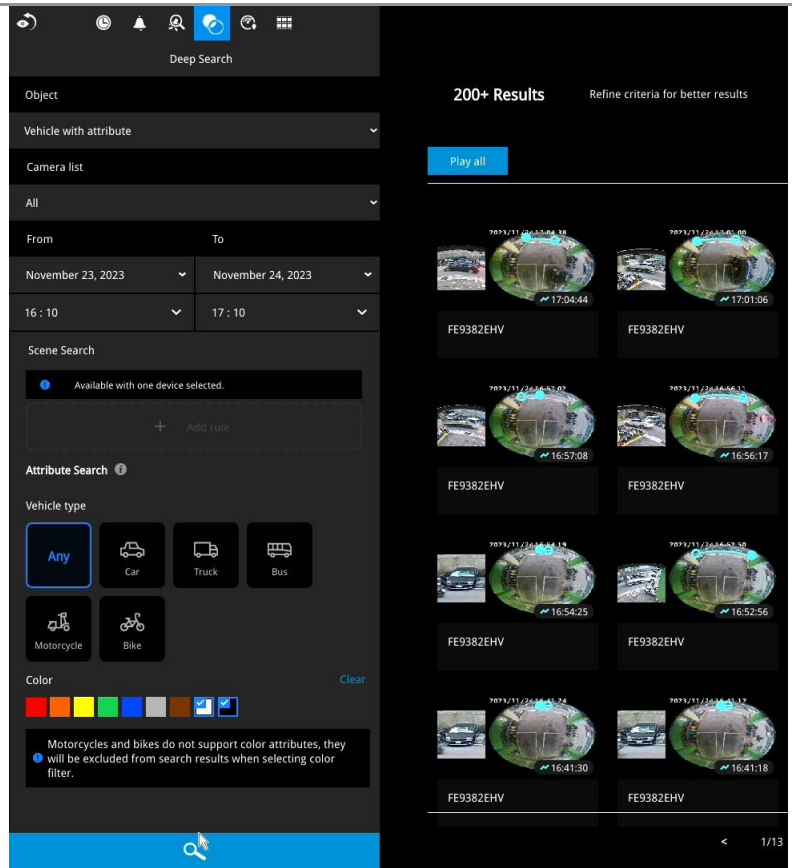 Deep Search
Object
Vehicle with attribute
Camera list
All
From To
November 23, 2023 November 24, 2023
16 : 10 17 : 10
Scene Search
Available with one device selected.
+ Add rule
Attribute Search
Vehicle type
Any
Car
Truck
Bus
Motorcycle
Bike
Color Clear
Motorcycles and bikes do not support color attributes, they
will be excluded from search results when selecting color
filter.
200+ Results Refine criteria for better results
Play all
17:04:44 17:01:06
FE9382EHV FE9382EHV
16:57:08 16:56:17
FE9382EHV FE9382EHV
16:54:25 16:52:56
FE9382EHV FE9382EHV
16:41:30 16:41:18
FE9382EHV FE9382EHV
< 1/13